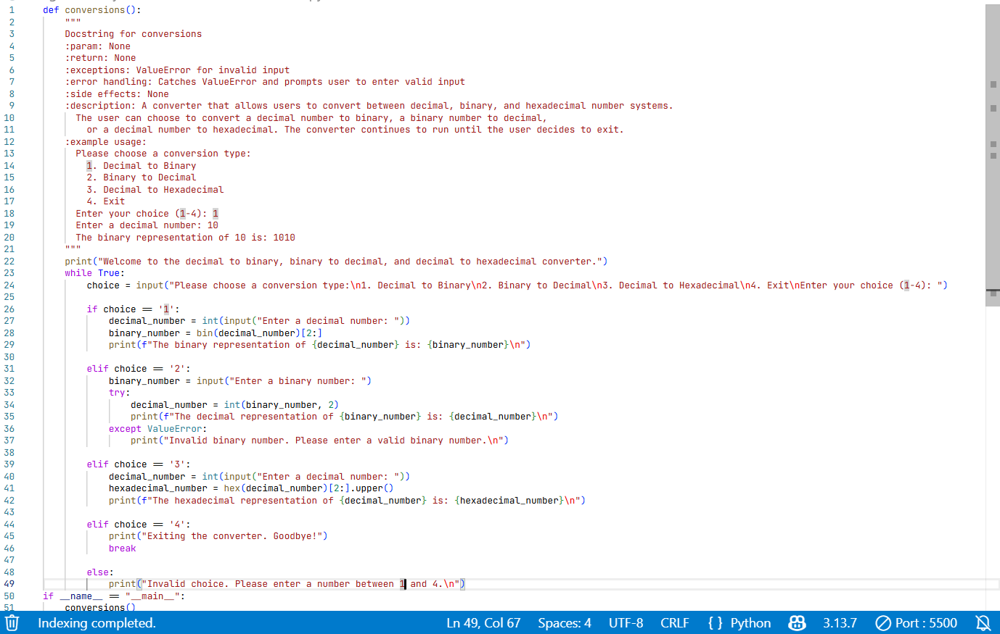 1 def conversions():
2 """
3 Docstring for conversions
4 :param: None
5 :return: None
6 :exceptions: ValueError for invalid input
7 :error handling: Catches ValueError and prompts user to enter valid input
8 :side effects: None
9 :description: A converter that allows users to convert between decimal, binary, and hexadecimal number systems.
10 The user can choose to convert a decimal number to binary, a binary number to decimal,
11 or a decimal number to hexadecimal. The converter continues to run until the user decides to exit.
12 :example usage:
13 Please choose a conversion type:
14 1. Decimal to Binary
15 2. Binary to Decimal
16 3. Decimal to Hexadecimal
17 4. Exit
18 Enter your choice (1-4): 1
19 Enter a decimal number: 10
20 The binary representation of 10 is: 1010
21 """
22 print("Welcome to the decimal to binary, binary to decimal, and decimal to hexadecimal converter.")
23 while True:
24 choice = input("Please choose a conversion type:\n1. Decimal to Binary\n2. Binary to Decimal\n3. Decimal to Hexadecimal\n4. Exit\nEnter your choice (1-4): ")
25
26 if choice == '1':
27 decimal_number = int(input("Enter a decimal number: "))
28 binary_number = bin(decimal_number)[2:]
29 print(f"The binary representation of {decimal_number} is: {binary_number}\n")
30
31 elif choice == '2':
32 binary_number = input("Enter a binary number: ")
33 try:
34 decimal_number = int(binary_number, 2)
35 print(f"The decimal representation of {binary_number} is: {decimal_number}\n")
36 except ValueError:
37 print("Invalid binary number. Please enter a valid binary number.\n")
38
39 elif choice == '3':
40 decimal_number = int(input("Enter a decimal number: "))
41 hexadecimal_number = hex(decimal_number)[2:].upper()
42 print(f"The hexadecimal representation of {decimal_number} is: {hexadecimal_number}\n")
43
44 elif choice == '4':
45 print("Exiting the converter. Goodbye!")
46 break
47
48 else:
49 print("Invalid choice. Please enter a number between 1 and 4.\n")
50 if __name__ == "__main__":
51 conversions()
Indexing completed. Ln 49, Col 67 Spaces: 4 UTF-8 CRLF { } Python 3.13.7 Port : 5500